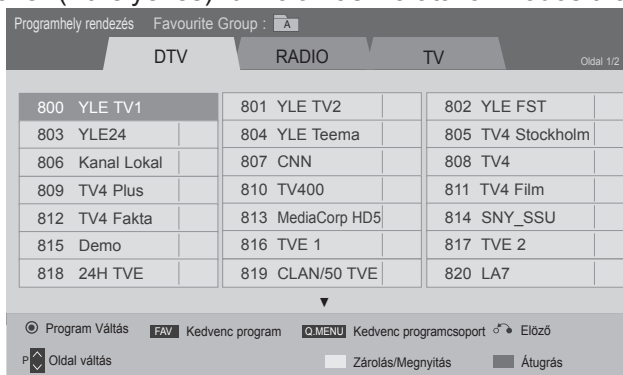 Programhely rendezés Favourite Group : A
DTV RADIO TV Oldal 1/2
800 YLE TV1 801 YLE TV2 802 YLE FST
803 YLE24 804 YLE Teema 805 TV4 Stockholm
806 Kanal Lokal 807 CNN 808 TV4
809 TV4 Plus 810 TV400 811 TV4 Film
812 TV4 Fakta 813 MediaCorp HD5 814 SNY_SSU
815 Demo 816 TVE 1 817 TVE 2
818 24H TVE 819 CLAN/50 TVE 820 LA7
Program Váltás FAV Kedvenc program Q.MENU Kedvenc programcsoport Elöző
P Oldal váltás Zárolás/Megnyitás Átugrás